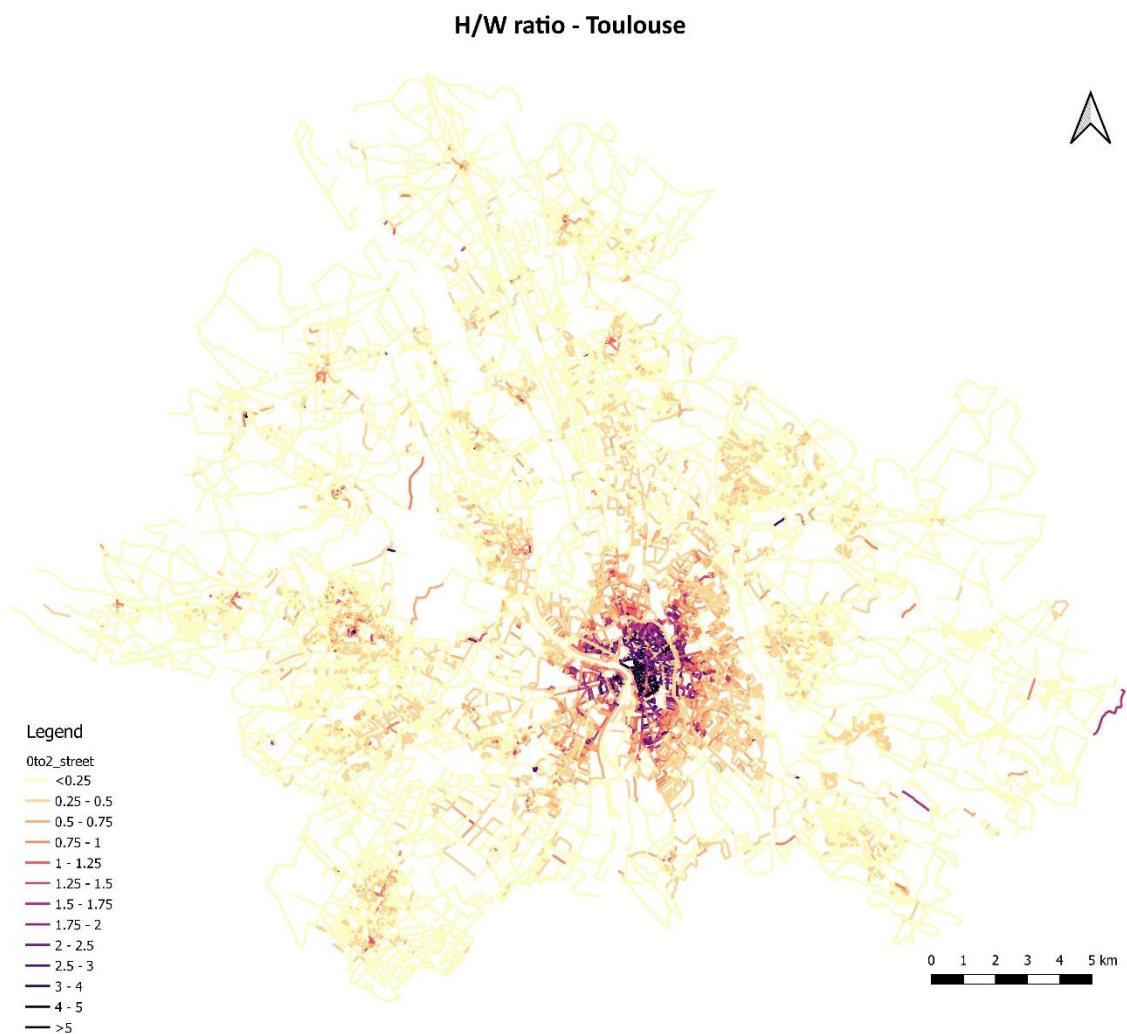 H/W ratio - Toulouse
Legend
0to2_street
<0.25
0.25 - 0.5
0.5 - 0.75
0.75 - 1
1 - 1.25
1.25 - 1.5
1.5 - 1.75
1.75 - 2
2 - 2.5
2.5 - 3
3 - 4
4 - 5
>5
0 1 2 3 4 5 km